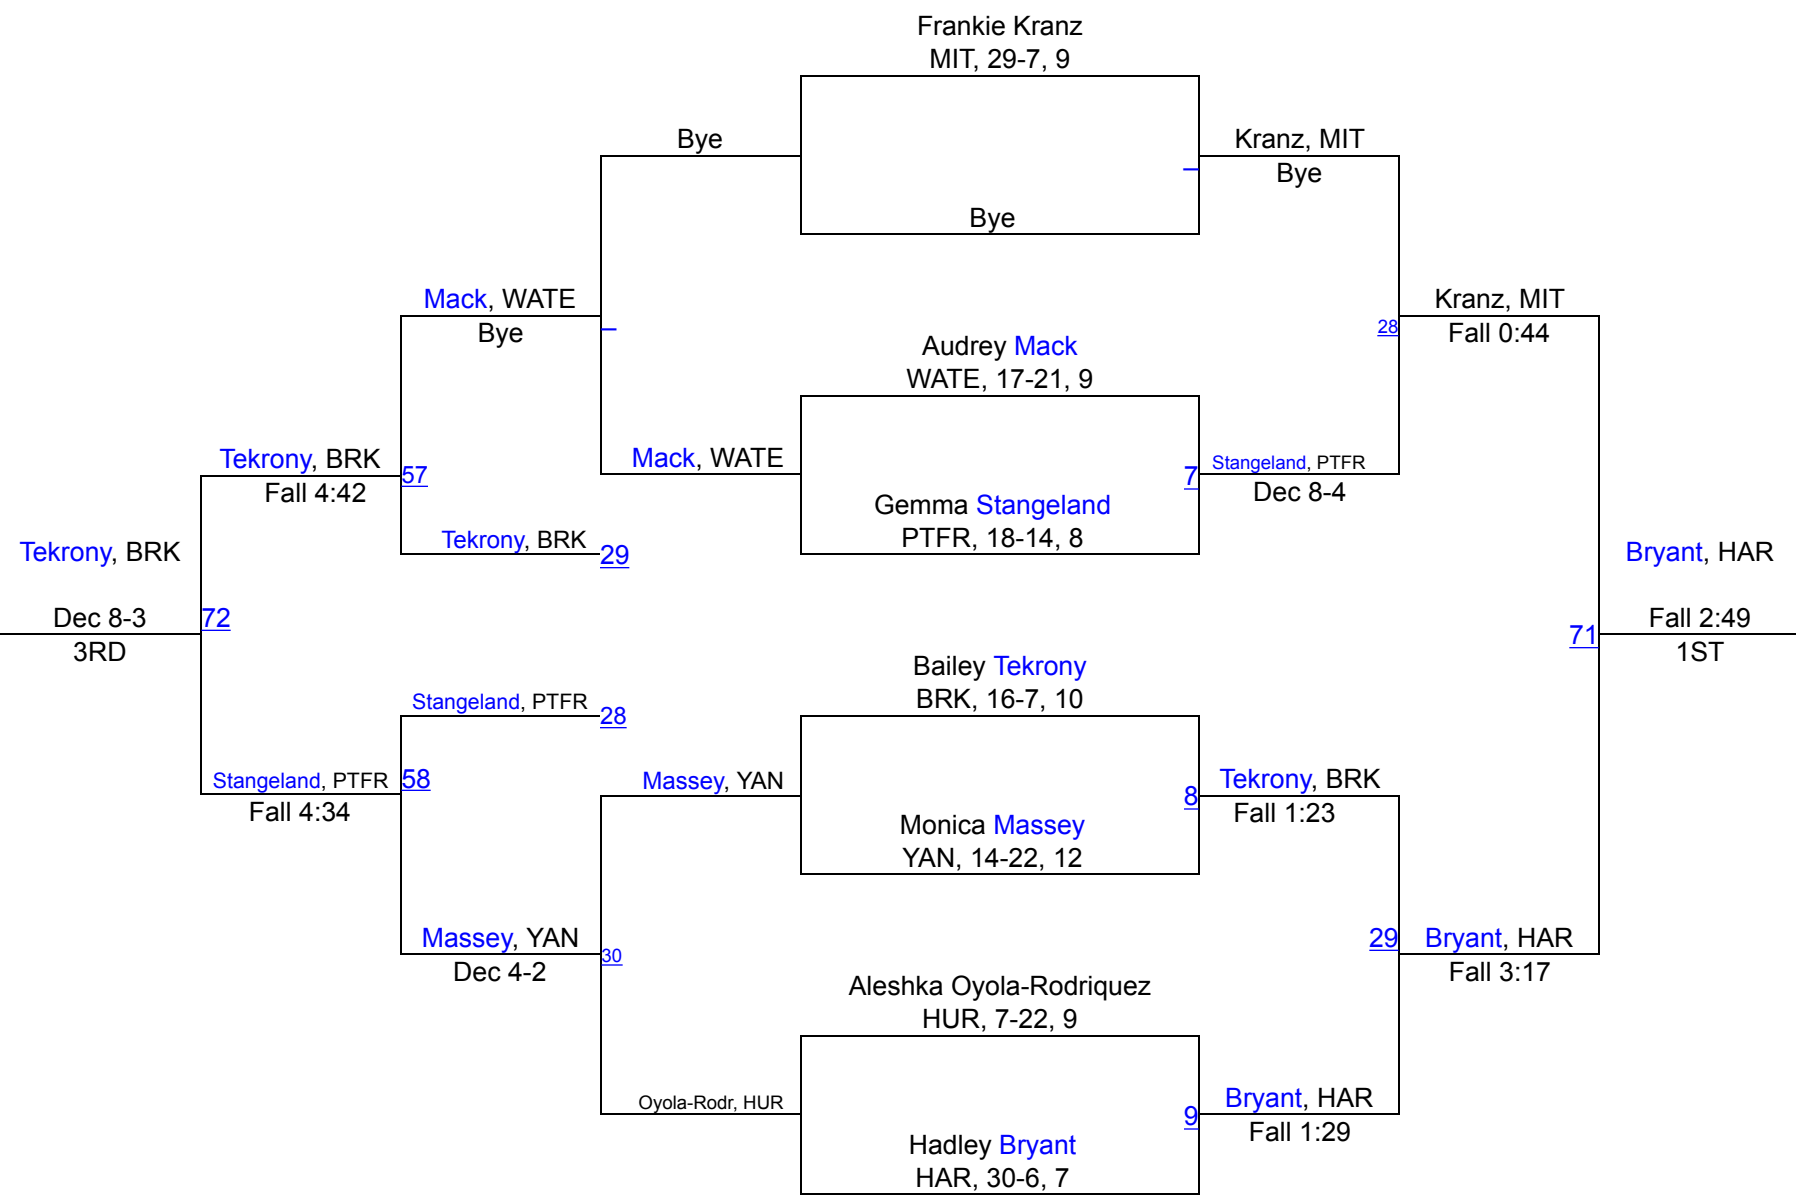 Frankie Kranz
MIT, 29-7, 9
Bye
Kranz, MIT
Bye
Bye
Mack, WATE
Bye
Kranz, MIT
Fall 0:44
28
Audrey Mack
WATE, 17-21, 9
Tekrony, BRK
Fall 4:42
57
Mack, WATE
7
Stangeland, PTFR
Dec 8-4
Gemma Stangeland
PTFR, 18-14, 8
Tekrony, BRK
29
Tekrony, BRK
Dec 8-3
3RD
72
Bryant, HAR
Fall 2:49
1ST
71
Bailey Tekrony
BRK, 16-7, 10
Stangeland, PTFR
28
Stangeland, PTFR
Fall 4:34
58
Massey, YAN
8
Tekrony, BRK
Fall 1:23
Monica Massey
YAN, 14-22, 12
Massey, YAN
Dec 4-2
30
29
Bryant, HAR
Fall 3:17
Aleshka Oyola-Rodriquez
HUR, 7-22, 9
Oyola-Rodr, HUR
9
Bryant, HAR
Fall 1:29
Hadley Bryant
HAR, 30-6, 7